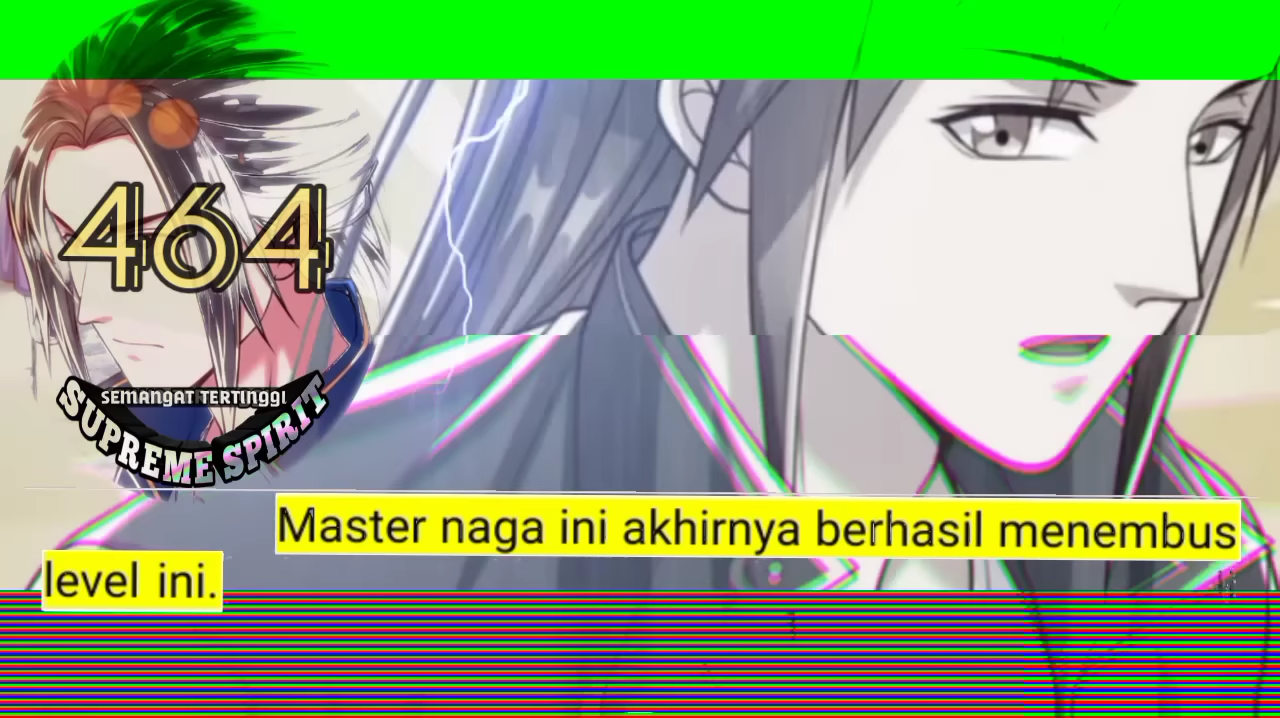 464
SEMANGAT TERTINGGI
SUPREME SPIRIT
Master naga ini akhirnya berhasil menembus
level ini.